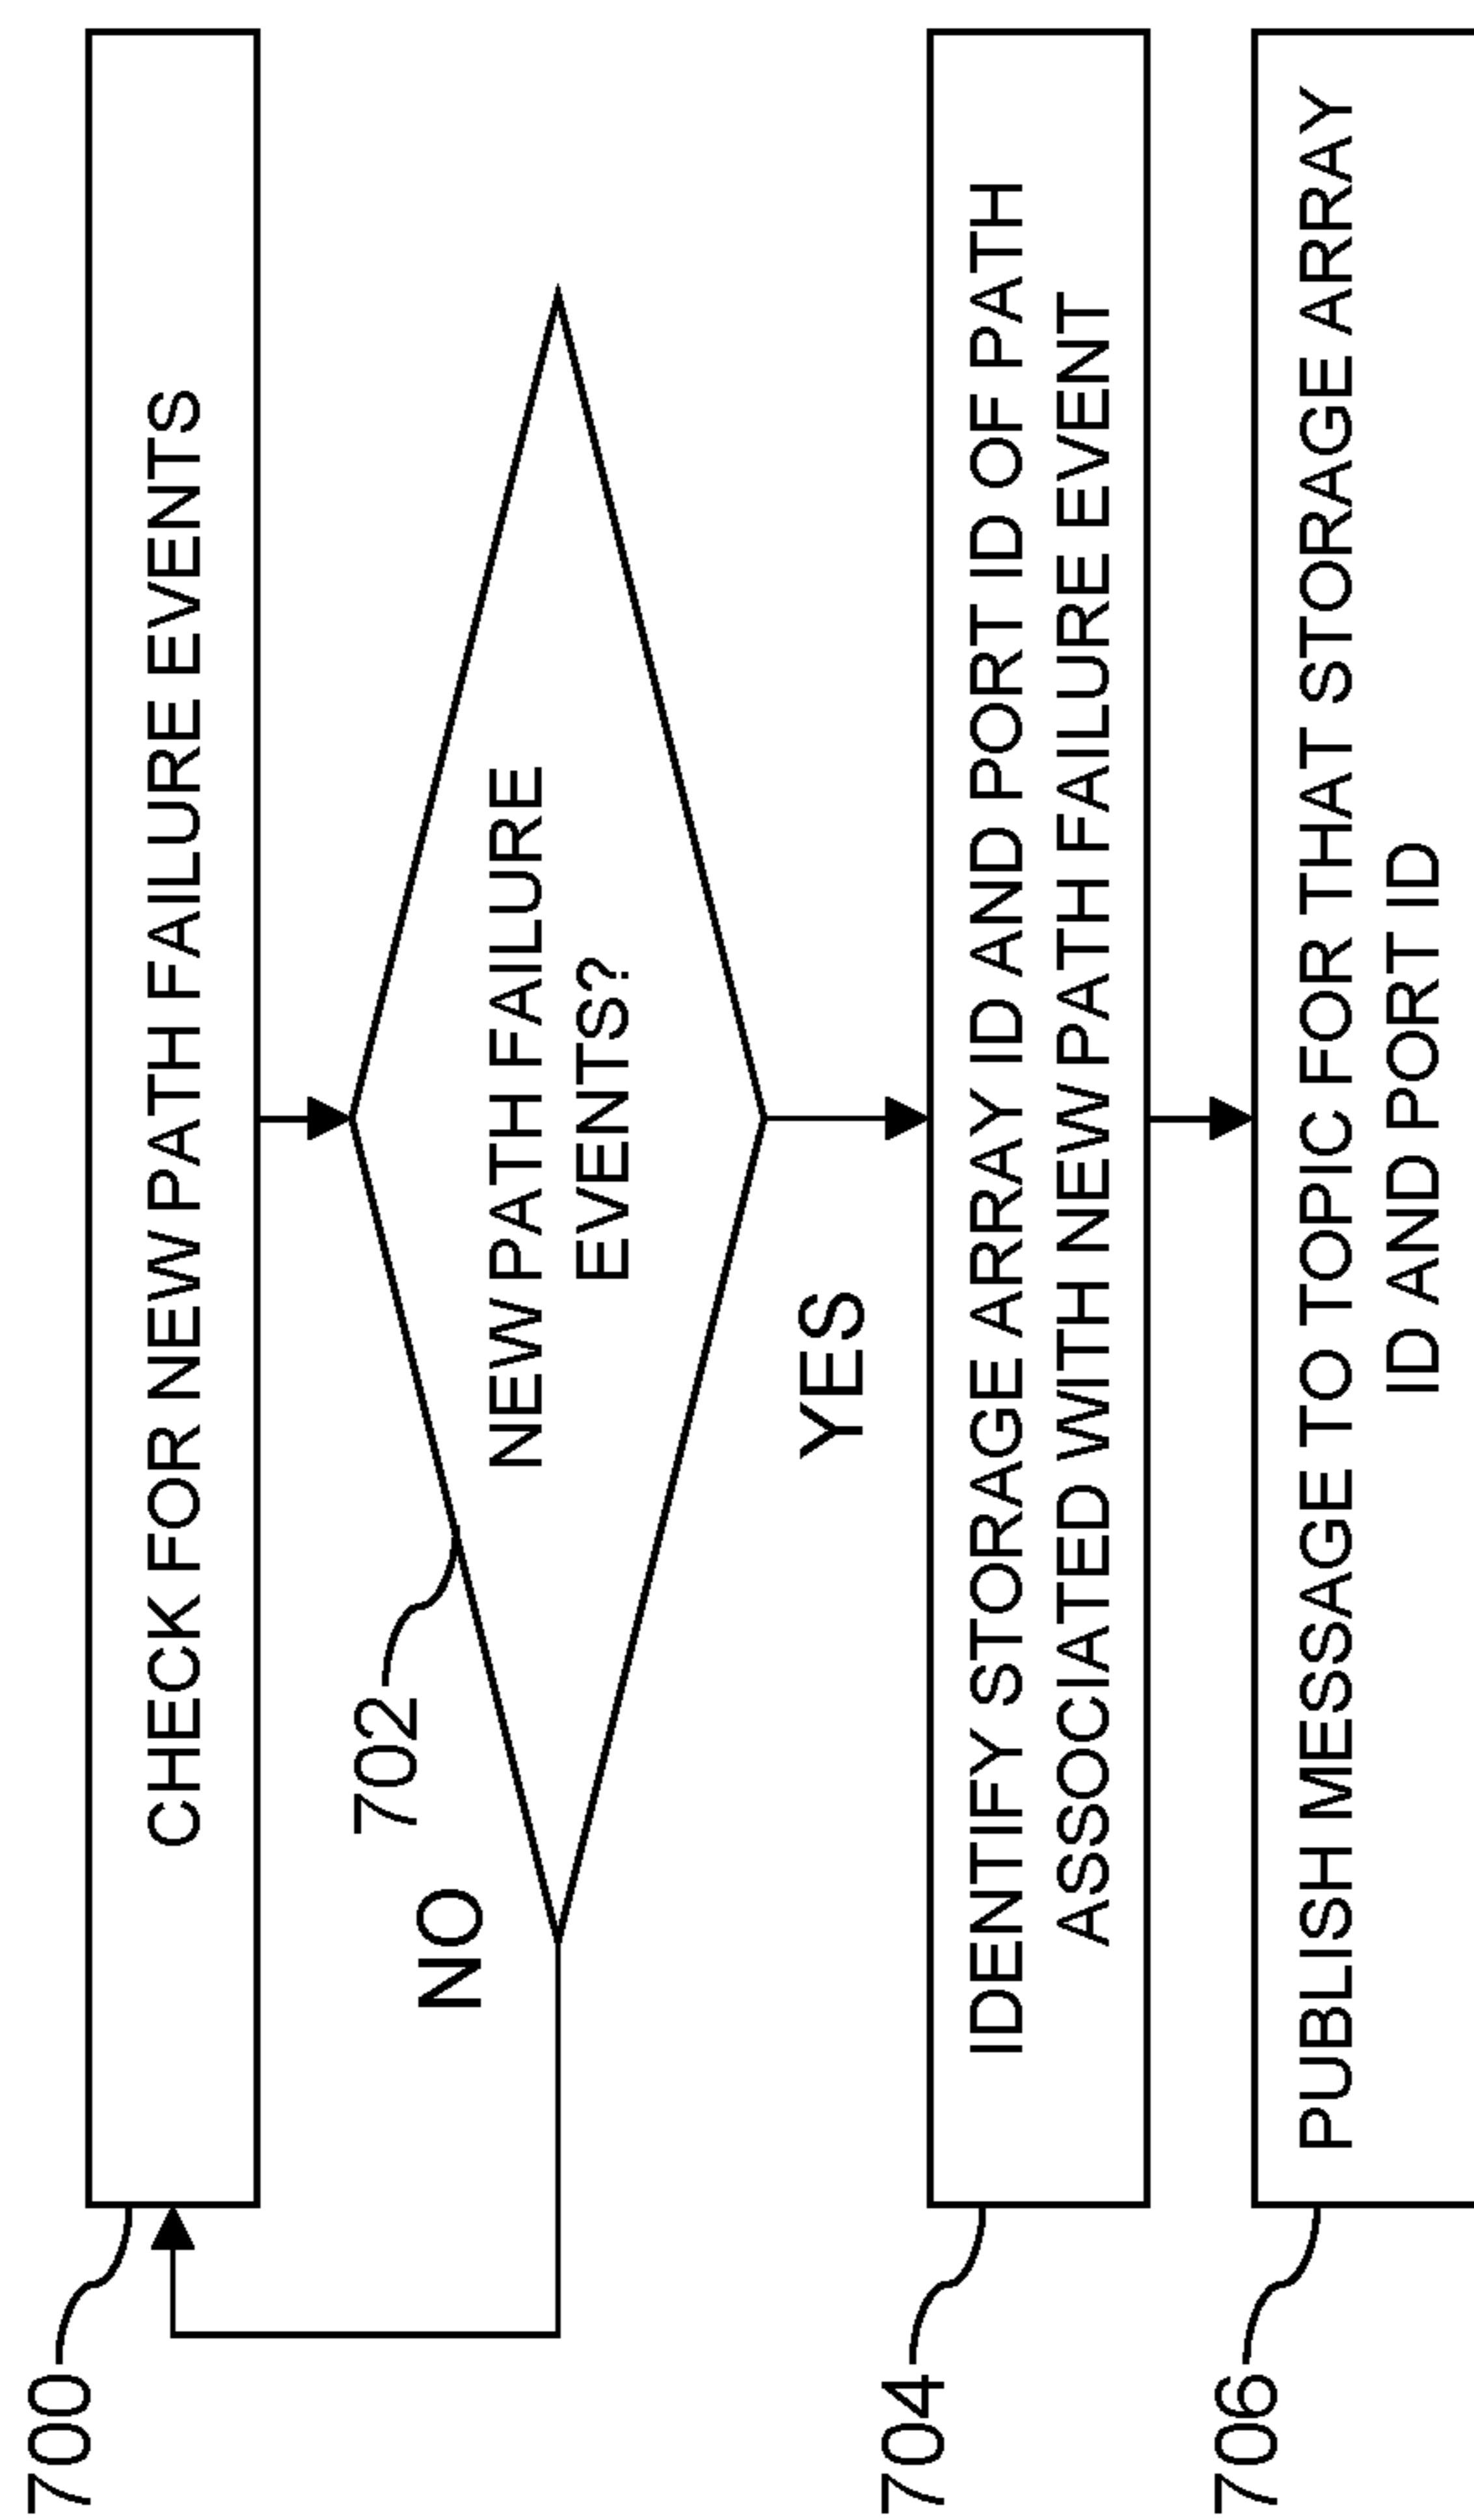 700
CHECK FOR NEW PATH FAILURE EVENTS
702
NO
NEW PATH FAILURE
EVENTS?
YES
704
IDENTIFY STORAGE ARRAY ID AND PORT ID OF PATH
ASSOCIATED WITH NEW PATH FAILURE EVENT
706
PUBLISH MESSAGE TO TOPIC FOR THAT STORAGE ARRAY
ID AND PORT ID